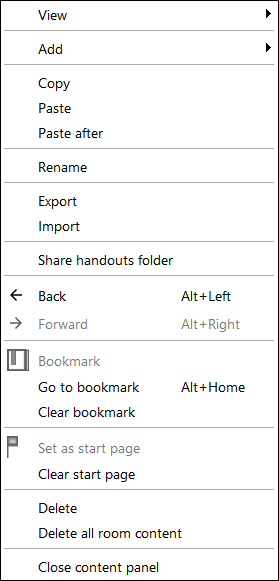 View
Add
Copy
Paste
Paste after
Rename
Export
Import
Share handouts folder
Back Alt+Left
Forward Alt+Right
Bookmark
Go to bookmark Alt+Home
Clear bookmark
Set as start page
Clear start page
Delete
Delete all room content
Close content panel